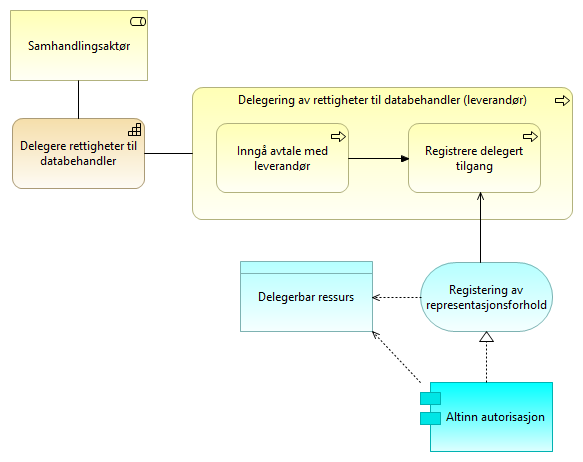 Samhandlingsaktør
Delegere rettigheter til
databehandler
Delegering av rettigheter til databehandler (leverandør)
Inngå avtale med
leverandør
Registrere delegert
tilgang
Delegerbar ressurs
Registering av
representasjonsforhold
Altinn autorisasjon